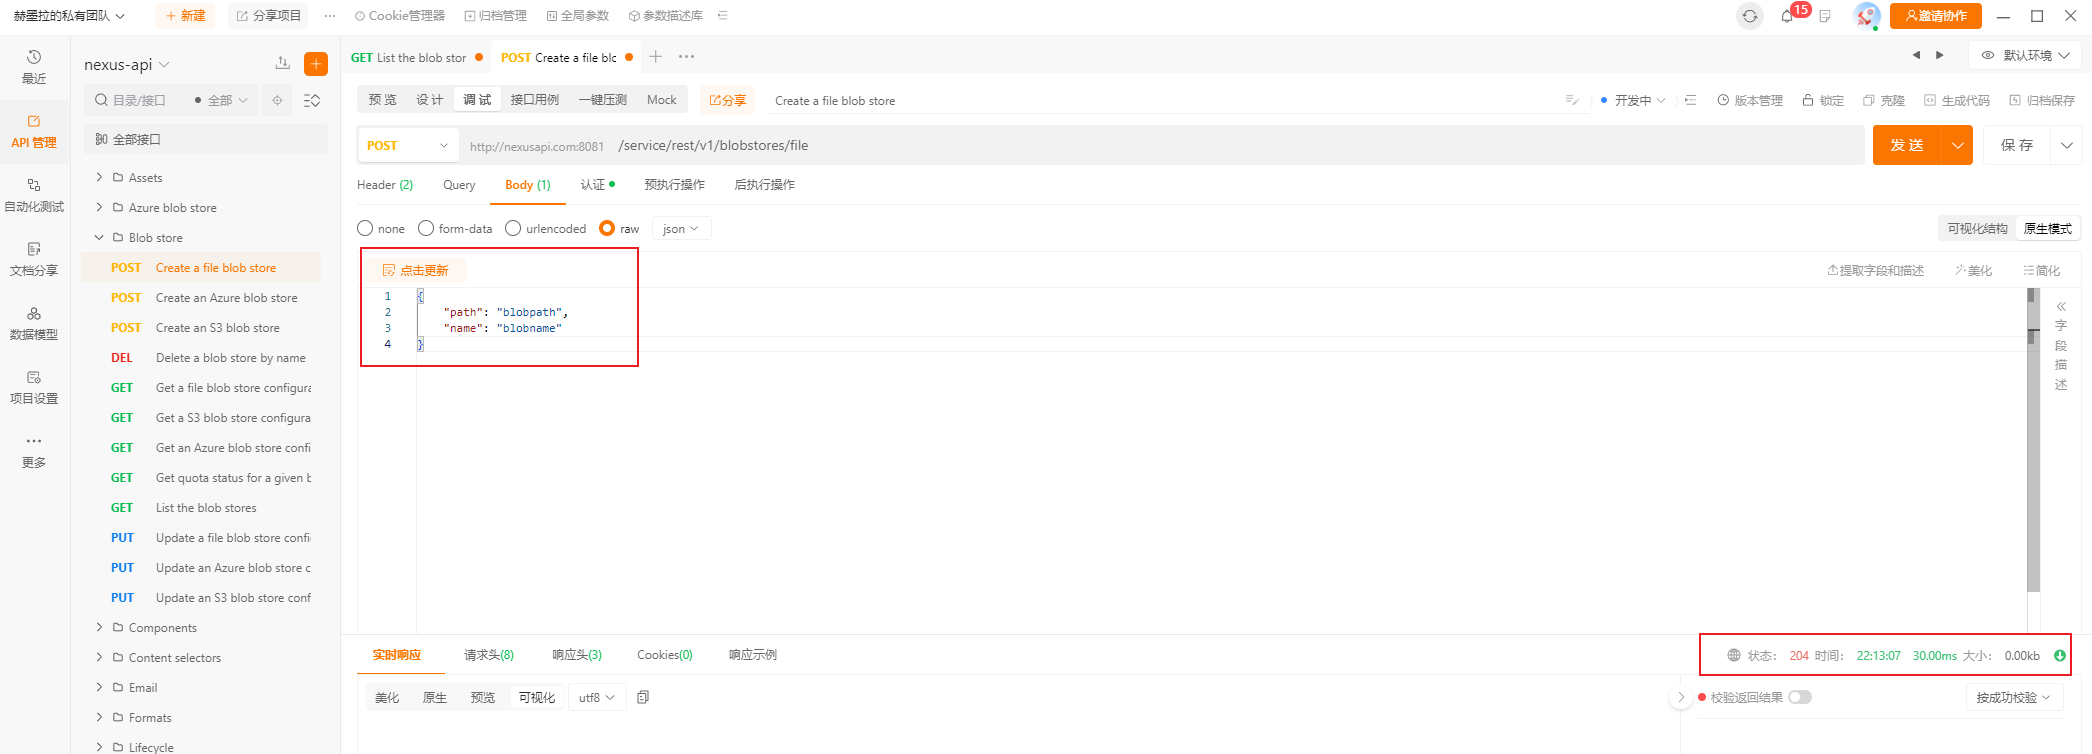 赫墨拉的私有团队 新建 分享项目 ··· Cookie管理器 归档管理 全局参数 参数描述库 15 邀请协作
最近
API 管理
自动化测试
文档分享
数据模型
项目设置
更多
nexus-api
目录/接口 全部
全部接口
Assets
Azure blob store
Blob store
POST Create a file blob store
POST Create an Azure blob store
POST Create an S3 blob store
DEL Delete a blob store by name
GET Get a file blob store configura
GET Get a S3 blob store configura
GET Get an Azure blob store confi
GET Get quota status for a given b
GET List the blob stores
PUT Update a file blob store confi
PUT Update an Azure blob store c
PUT Update an S3 blob store conf
Components
Content selectors
Email
Formats
Lifecycle
GET List the blob stor POST Create a file blc 默认环境
预览 设计 调试 接口用例 一键压测 Mock 分享 Create a file blob store 开发中 版本管理 锁定 克隆 生成代码 归档保存
POST http://nexusapi.com:8081 /service/rest/v1/blobstores/file 发送 保存
Header (2) Query Body (1) 认证 预执行操作 后执行操作
none form-data urlencoded raw json 可视化结构 原生模式
点击更新 提取字段和描述 美化 简化
1 {
2 "path": "blobpath",
3 "name": "blobname"
4 }
字段描述
实时响应 请求头(8) 响应头(3) Cookies(0) 响应示例 状态: 204 时间: 22:13:07 30.00ms 大小: 0.00kb
美化 原生 预览 可视化 utf8 校验返回结果 按成功校验